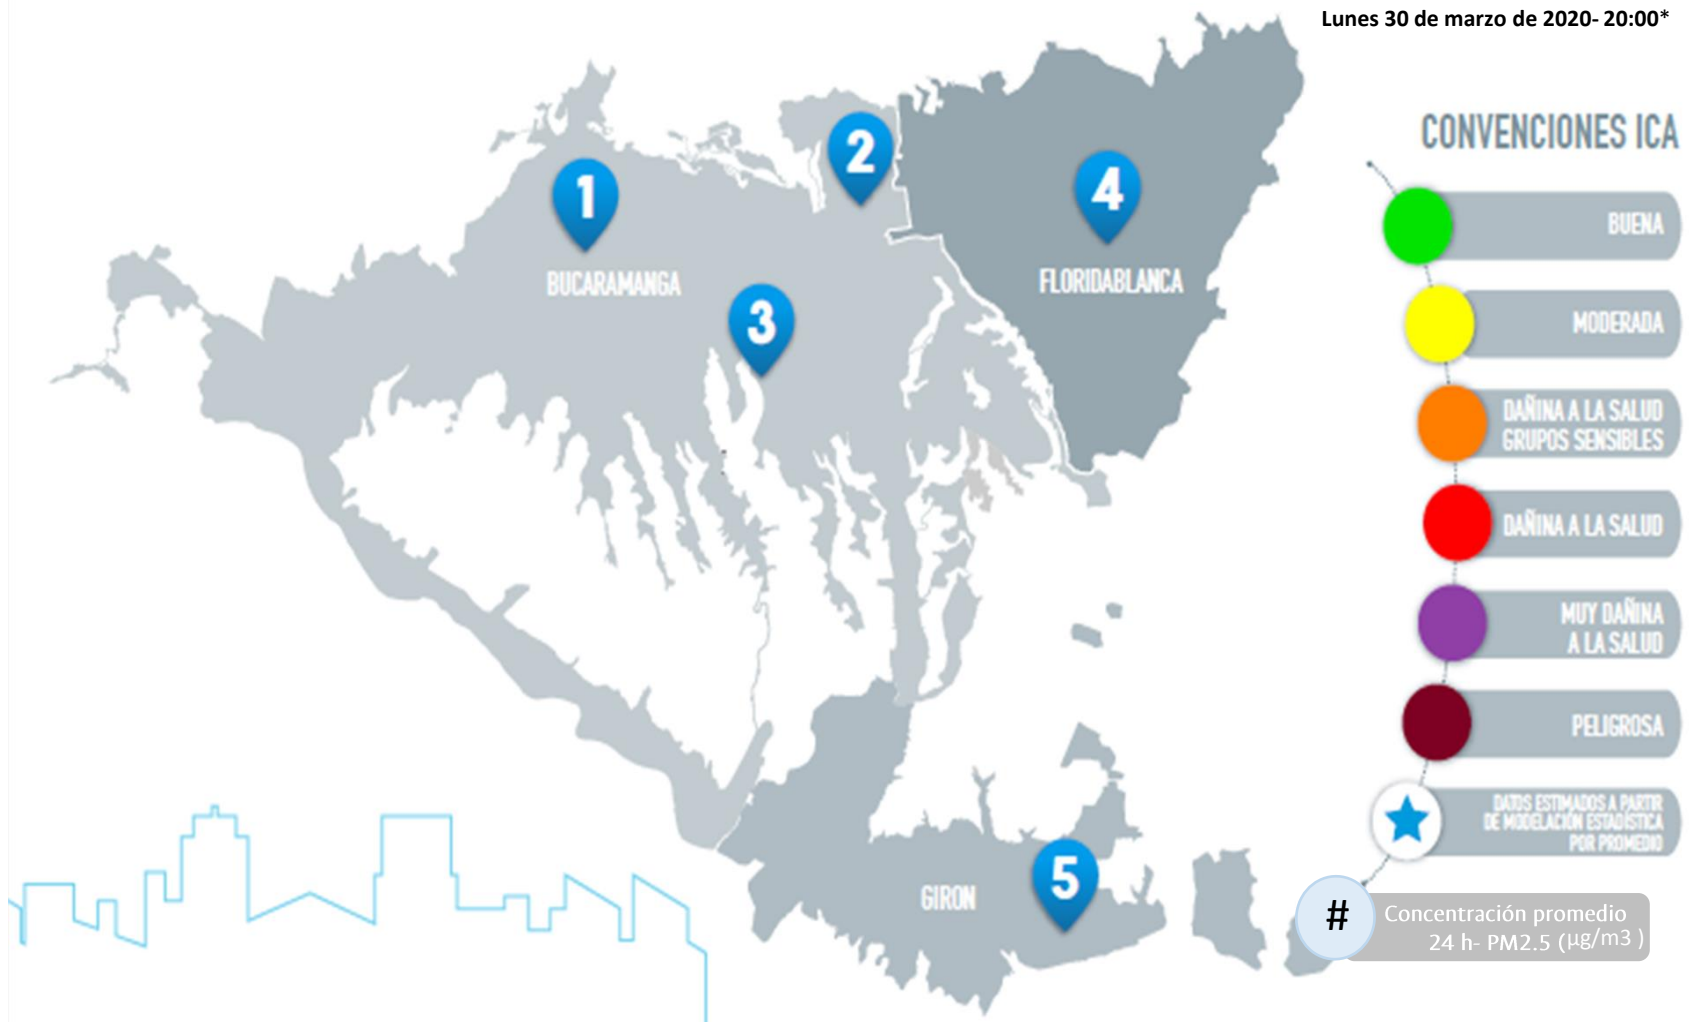 Lunes 30 de marzo de 2020- 20:00*
CONVENCIONES ICA
1
2
3
4
5
BUCARAMANGA
FLORIDABLANCA
GIRON
BUENA
MODERADA
DAÑINA A LA SALUD
GRUPOS SENSIBLES
DAÑINA A LA SALUD
MUY DAÑINA
A LA SALUD
PELIGROSA
DATOS ESTIMADOS A PARTIR
DE MODELACIÓN ESTADÍSTICA
POR PROMEDIO
#
Concentración promedio
24 h- PM2.5 (µg/m3 )